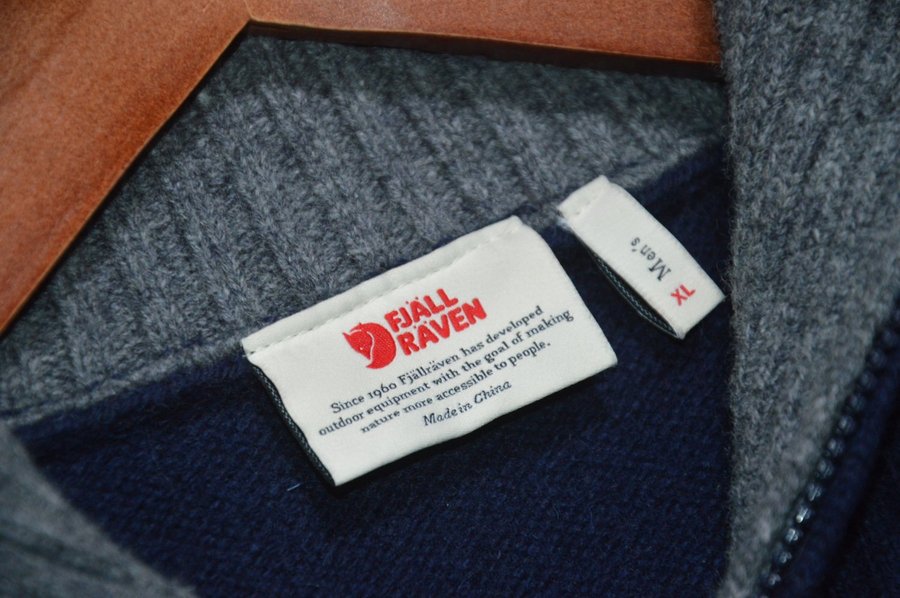 FJÄLL
RÄVEN
Since 1960 Fjällräven has developed
outdoor equipment with the goal of making
nature more accessible to people.
Made in China
Men's
XL